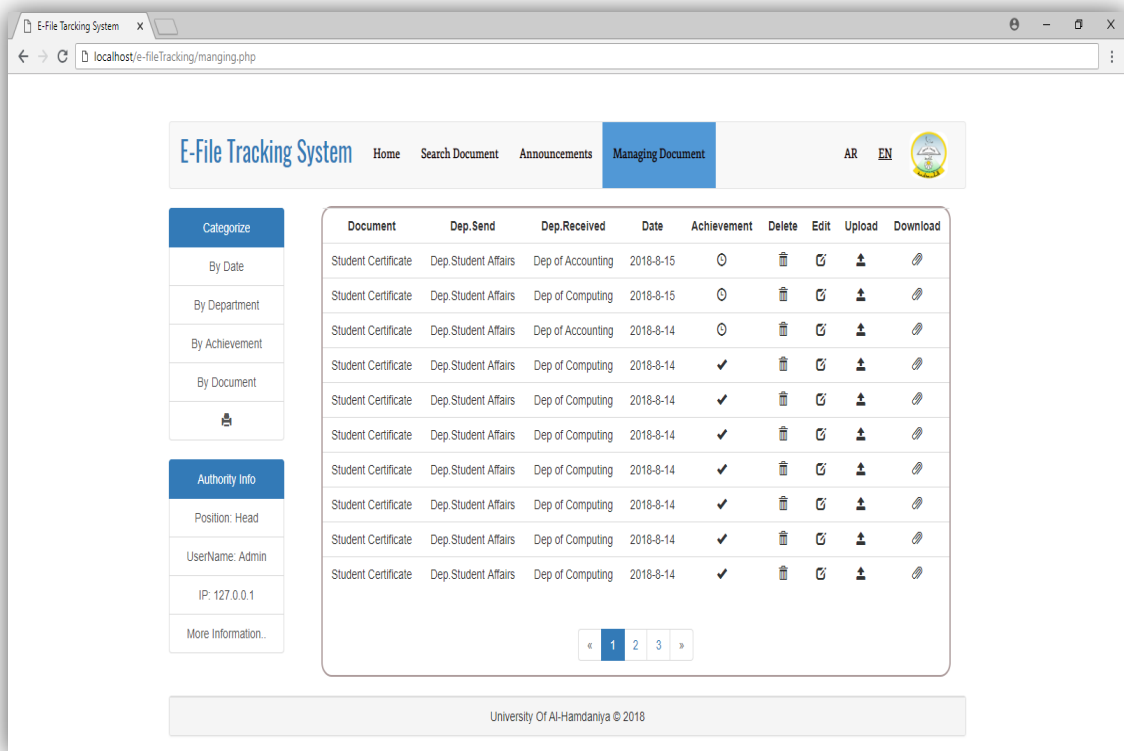 E-File Tarcking System
localhost/e-fileTracking/manging.php
E-File Tracking System Home Search Document Announcements Managing Document AR EN
Categorize
By Date
By Department
By Achievement
By Document
Authority Info
Position: Head
UserName: Admin
IP: 127.0.0.1
More Information..
Document Dep.Send Dep.Received Date Achievement Delete Edit Upload Download
Student Certificate Dep.Student Affairs Dep of Accounting 2018-8-15
Student Certificate Dep.Student Affairs Dep of Computing 2018-8-15
Student Certificate Dep.Student Affairs Dep of Accounting 2018-8-14
Student Certificate Dep.Student Affairs Dep of Computing 2018-8-14
Student Certificate Dep.Student Affairs Dep of Computing 2018-8-14
Student Certificate Dep.Student Affairs Dep of Computing 2018-8-14
Student Certificate Dep.Student Affairs Dep of Computing 2018-8-14
Student Certificate Dep.Student Affairs Dep of Computing 2018-8-14
Student Certificate Dep.Student Affairs Dep of Computing 2018-8-14
Student Certificate Dep.Student Affairs Dep of Computing 2018-8-14
« 1 2 3 »
University Of Al-Hamdaniya © 2018